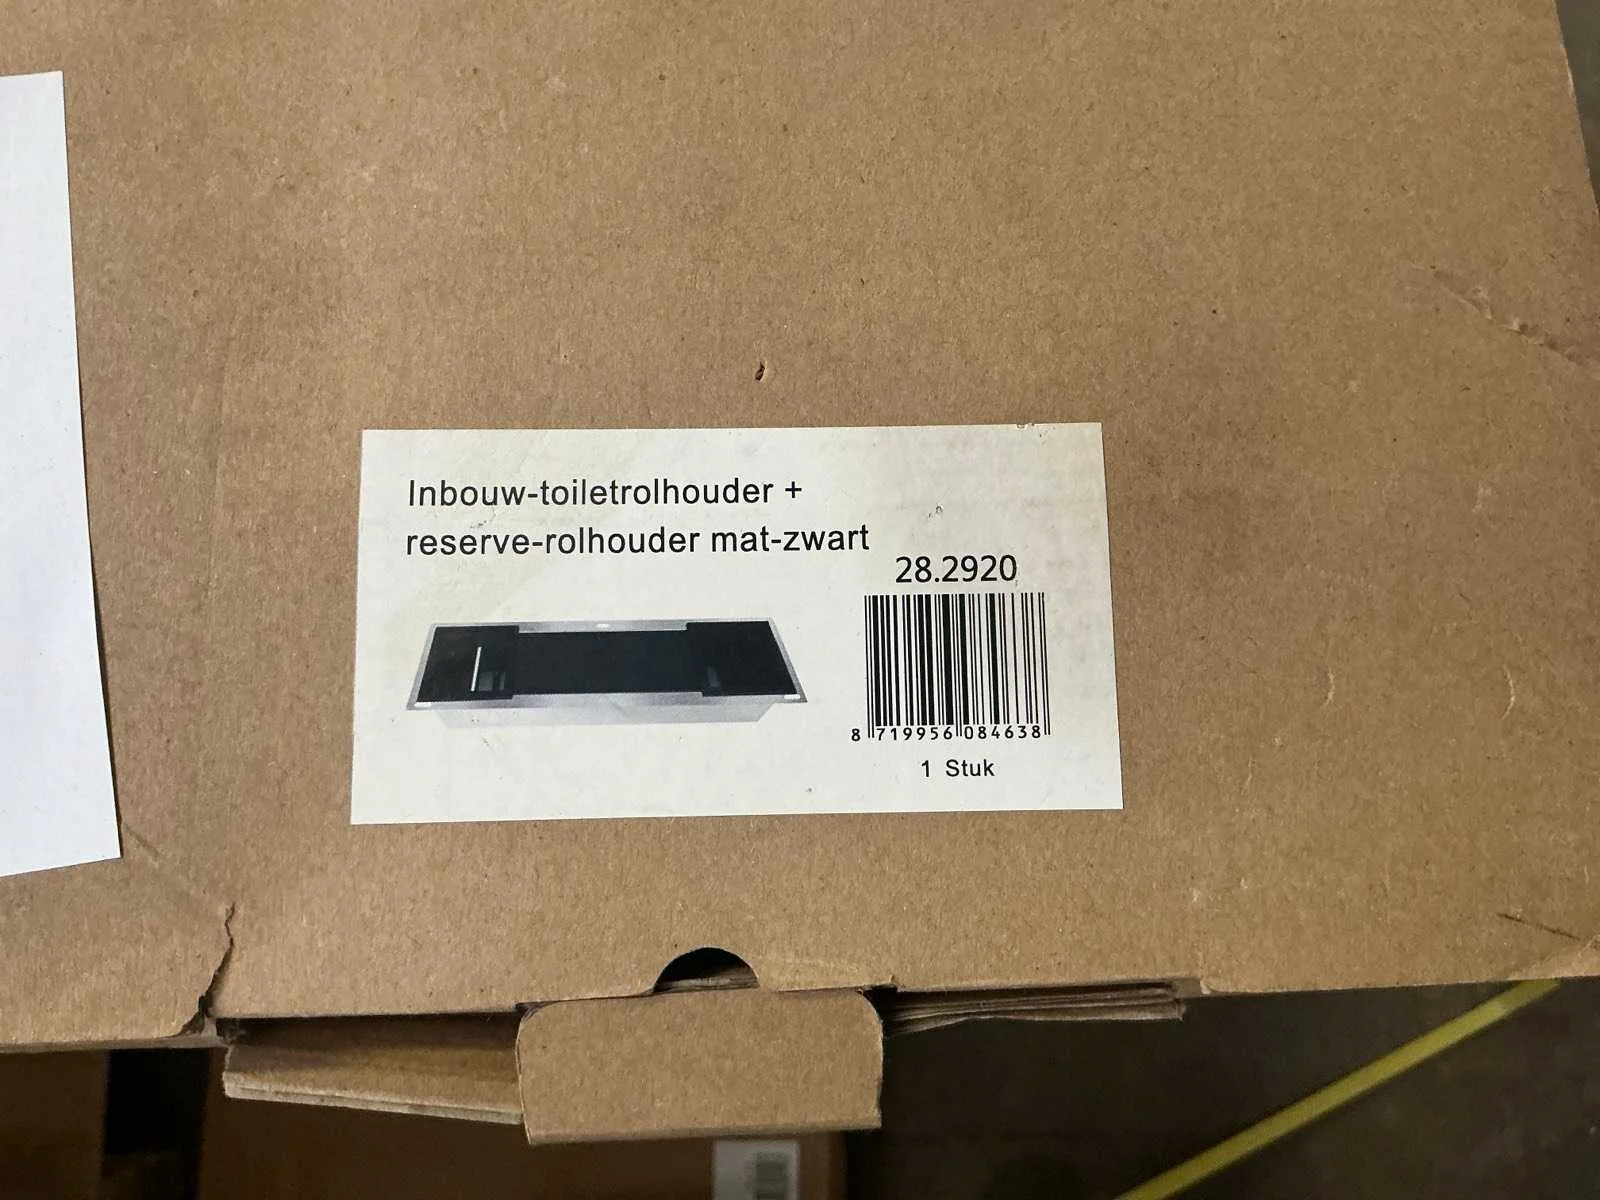 Inbouw-toiletrolhouder +
reserve-rolhouder mat-zwart
28.2920
8 719956 084638
1 Stuk